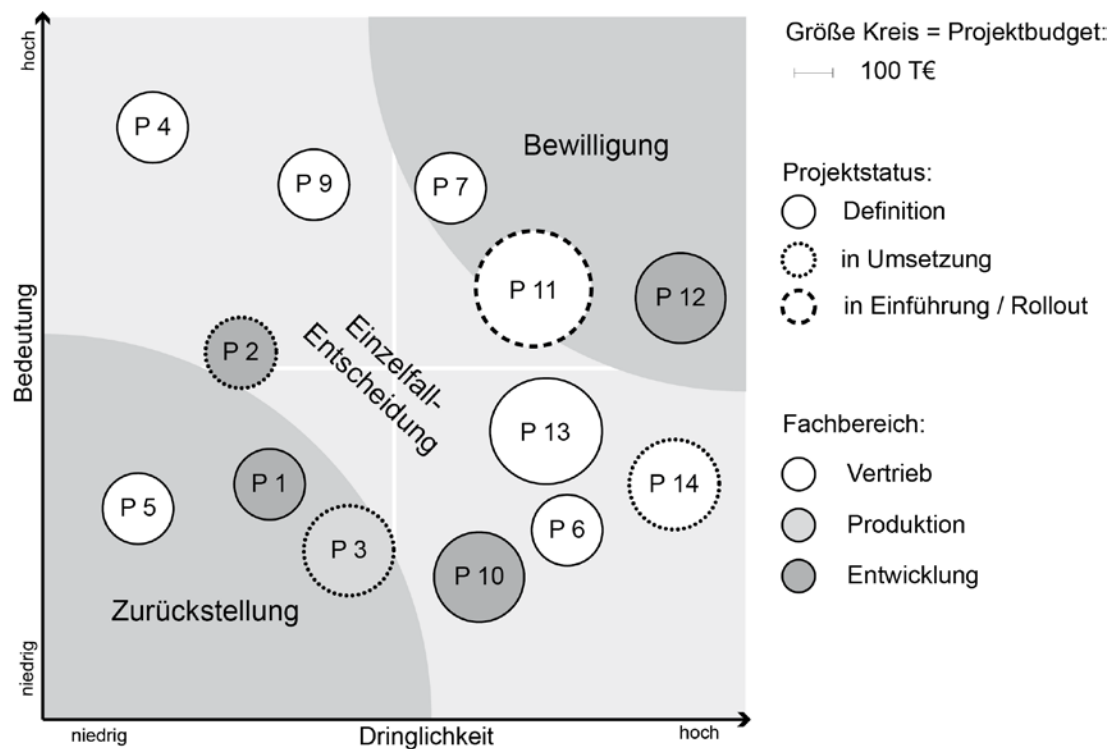 hoch
Bedeutung
niedrig
niedrig
Dringlichkeit
hoch
P 4
P 9
P 7
Bewilligung
P 11
P 12
P 2
Einzelfall-
Entscheidung
P 13
P 14
P 1
P 5
P 3
P 6
P 10
Zurückstellung
Größe Kreis = Projektbudget:
100 T€
Projektstatus:
Definition
in Umsetzung
in Einführung / Rollout
Fachbereich:
Vertrieb
Produktion
Entwicklung